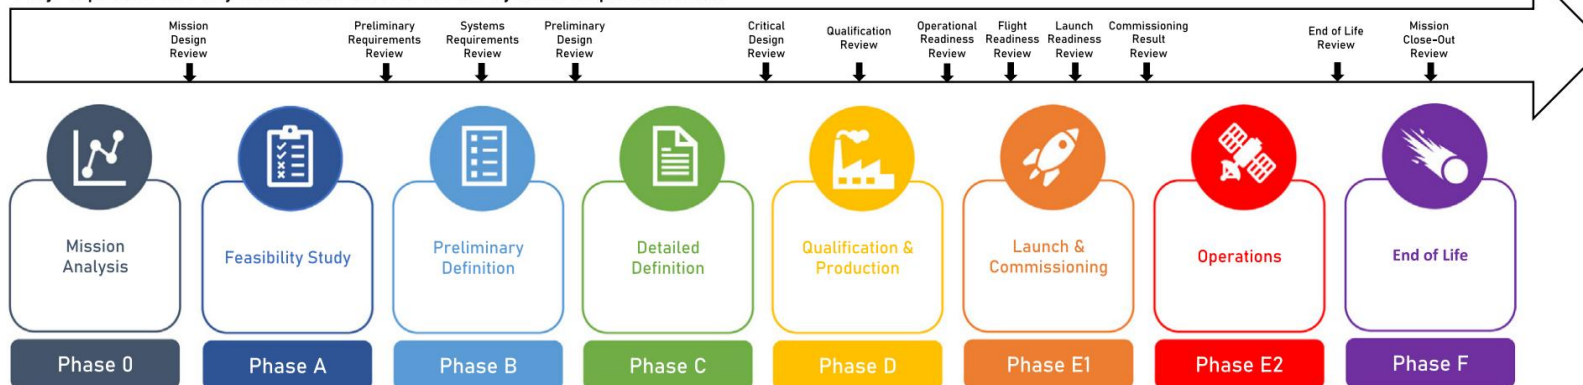 Mission
Design
Review
Preliminary
Requirements
Review
Systems
Requirements
Review
Preliminary
Design
Review
Critical
Design
Review
Qualification
Review
Operational
Readiness
Review
Flight
Readiness
Review
Launch
Readiness
Review
Commissioning
Result
Review
End of Life
Review
Mission
Close-Out
Review
Mission
Analysis
Feasibility Study
Preliminary
Definition
Detailed
Definition
Qualification &
Production
Launch &
Commissioning
Operations
End of Life
Phase 0
Phase A
Phase B
Phase C
Phase D
Phase E1
Phase E2
Phase F